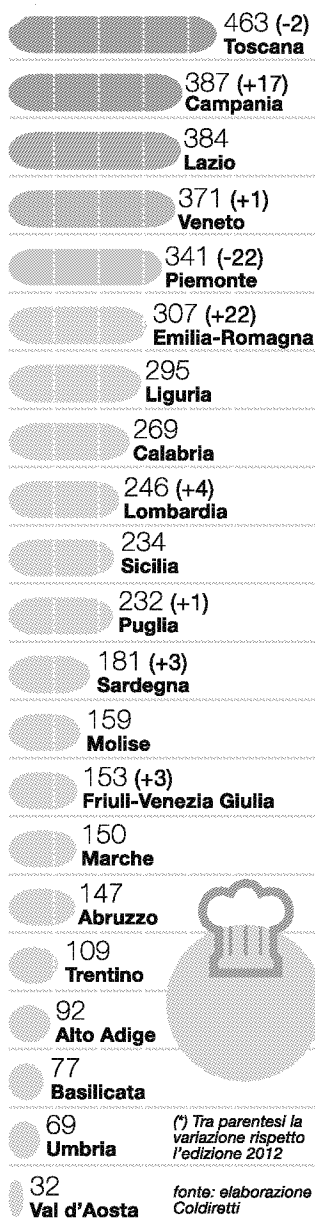 463 (-2)
Toscana
387 (+17)
Campania
384
Lazio
371 (+1)
Veneto
341 (-22)
Piemonte
307 (+22)
Emilia-Romagna
295
Liguria
269
Calabria
246 (+4)
Lombardia
234
Sicilia
232 (+1)
Puglia
181 (+3)
Sardegna
159
Molise
153 (+3)
Friuli-Venezia Giulia
150
Marche
147
Abruzzo
109
Trentino
92
Alto Adige
77
Basilicata
69
Umbria
32
Val d'Aosta
(*) Tra parentesi la
variazione rispetto
l'edizione 2012
fonte: elaborazione
Coldiretti